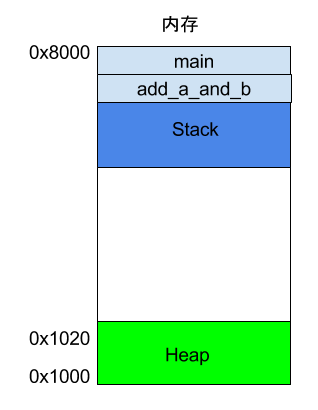 内存
0x8000
main
add_a_and_b
Stack
0x1020
Heap
0x1000